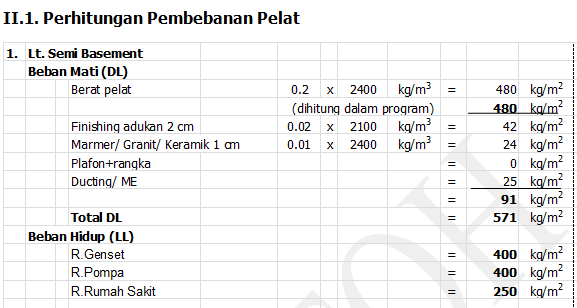 II.1. Perhitungan Pembebanan Pelat
1. Lt. Semi Basement
Beban Mati (DL)
Berat pelat 0.2 x 2400 kg/m³ = 480 kg/m²
(dihitung dalam program) 480 kg/m²
Finishing adukan 2 cm 0.02 x 2100 kg/m³ = 42 kg/m²
Marmer/ Granit/ Keramik 1 cm 0.01 x 2400 kg/m³ = 24 kg/m²
Plafon+rangka = 0 kg/m²
Ducting/ ME = 25 kg/m²
= 91 kg/m²
Total DL = 571 kg/m²
Beban Hidup (LL)
R.Genset = 400 kg/m²
R.Pompa = 400 kg/m²
R.Rumah Sakit = 250 kg/m²